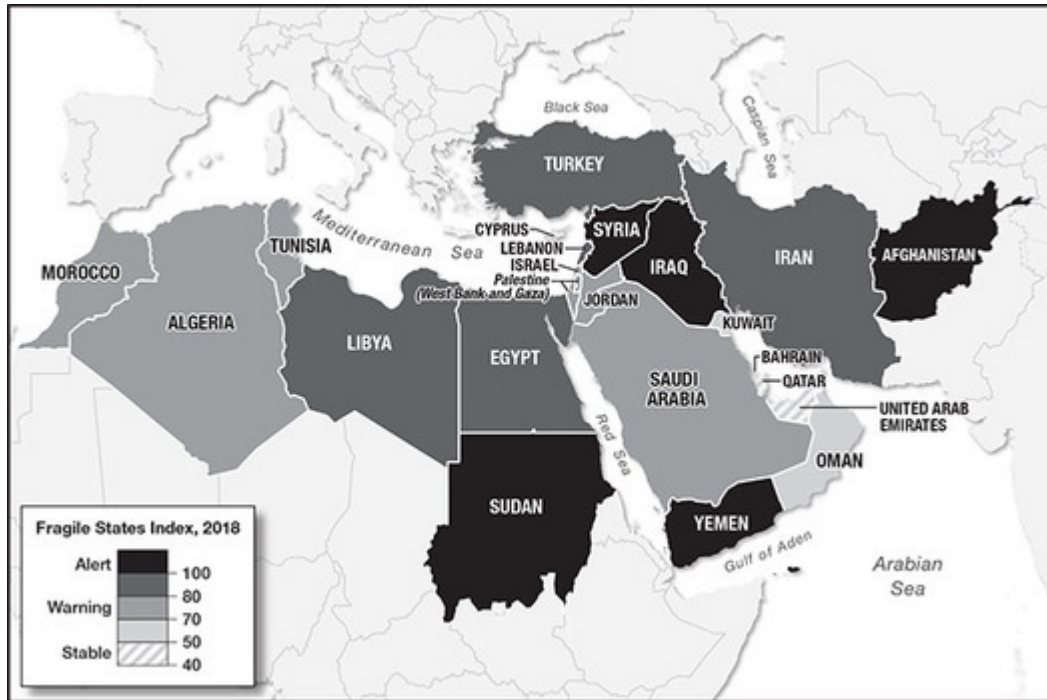 Black Sea
Caspian Sea
TURKEY
Mediterranean Sea
CYPRUS
SYRIA
LEBANON
ISRAEL
Palestine
(West Bank and Gaza)
IRAQ
IRAN
AFGHANISTAN
MOROCCO
TUNISIA
ALGERIA
LIBYA
EGYPT
JORDAN
KUWAIT
BAHRAIN
QATAR
SAUDI
ARABIA
UNITED ARAB
EMIRATES
Red Sea
OMAN
SUDAN
YEMEN
Gulf of Aden
Arabian
Sea
Fragile States Index, 2018
Alert
100
80
Warning
70
50
Stable
40